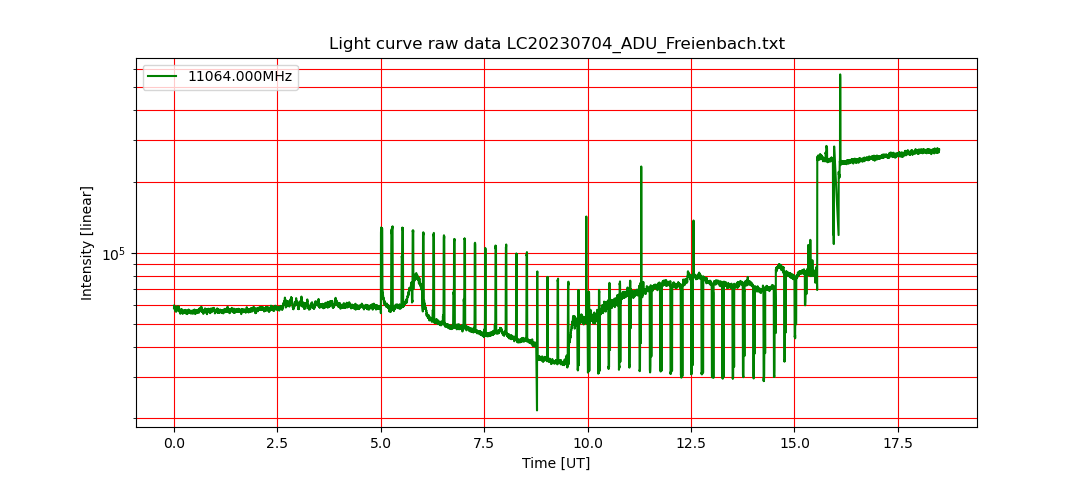 Light curve raw data LC20230704_ADU_Freienbach.txt
11064.000MHz
Intensity [linear]
10^5
0.0 2.5 5.0 7.5 10.0 12.5 15.0 17.5
Time [UT]